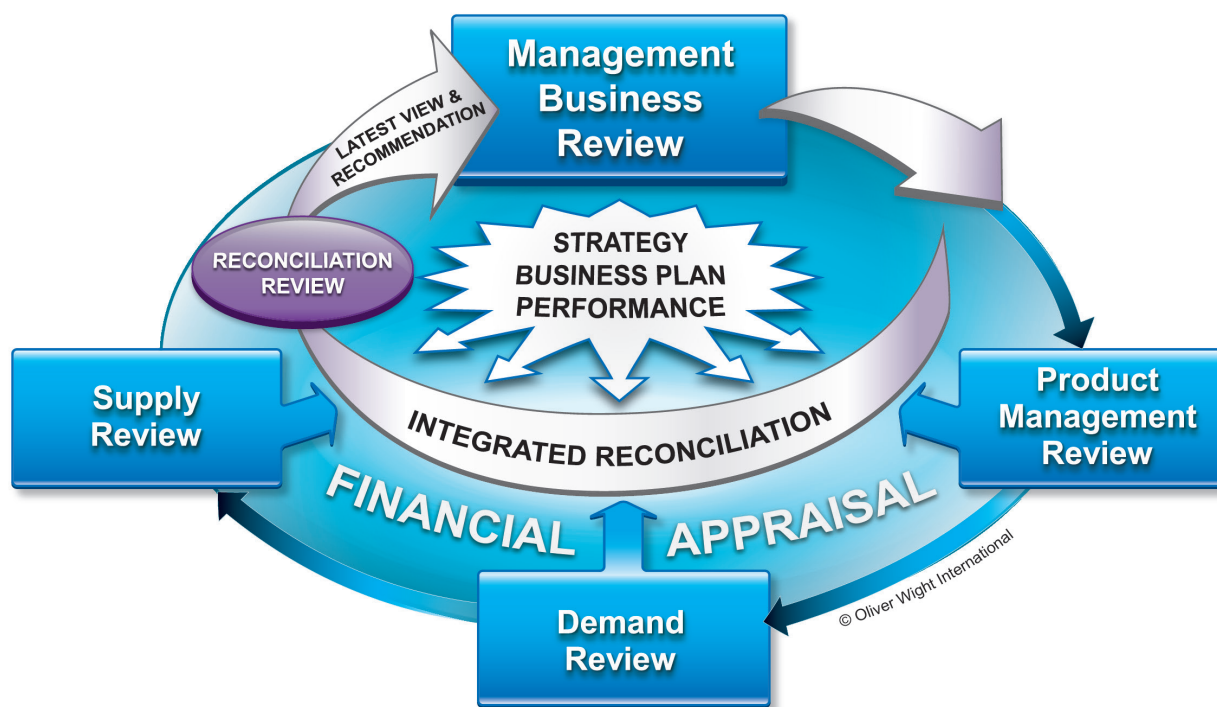 Management
Business
Review
LATEST VIEW &
RECOMMENDATION
RECONCILIATION
REVIEW
STRATEGY
BUSINESS PLAN
PERFORMANCE
Supply
Review
Product
Management
Review
INTEGRATED RECONCILIATION
FINANCIAL APPRAISAL
© Oliver Wight International
Demand
Review